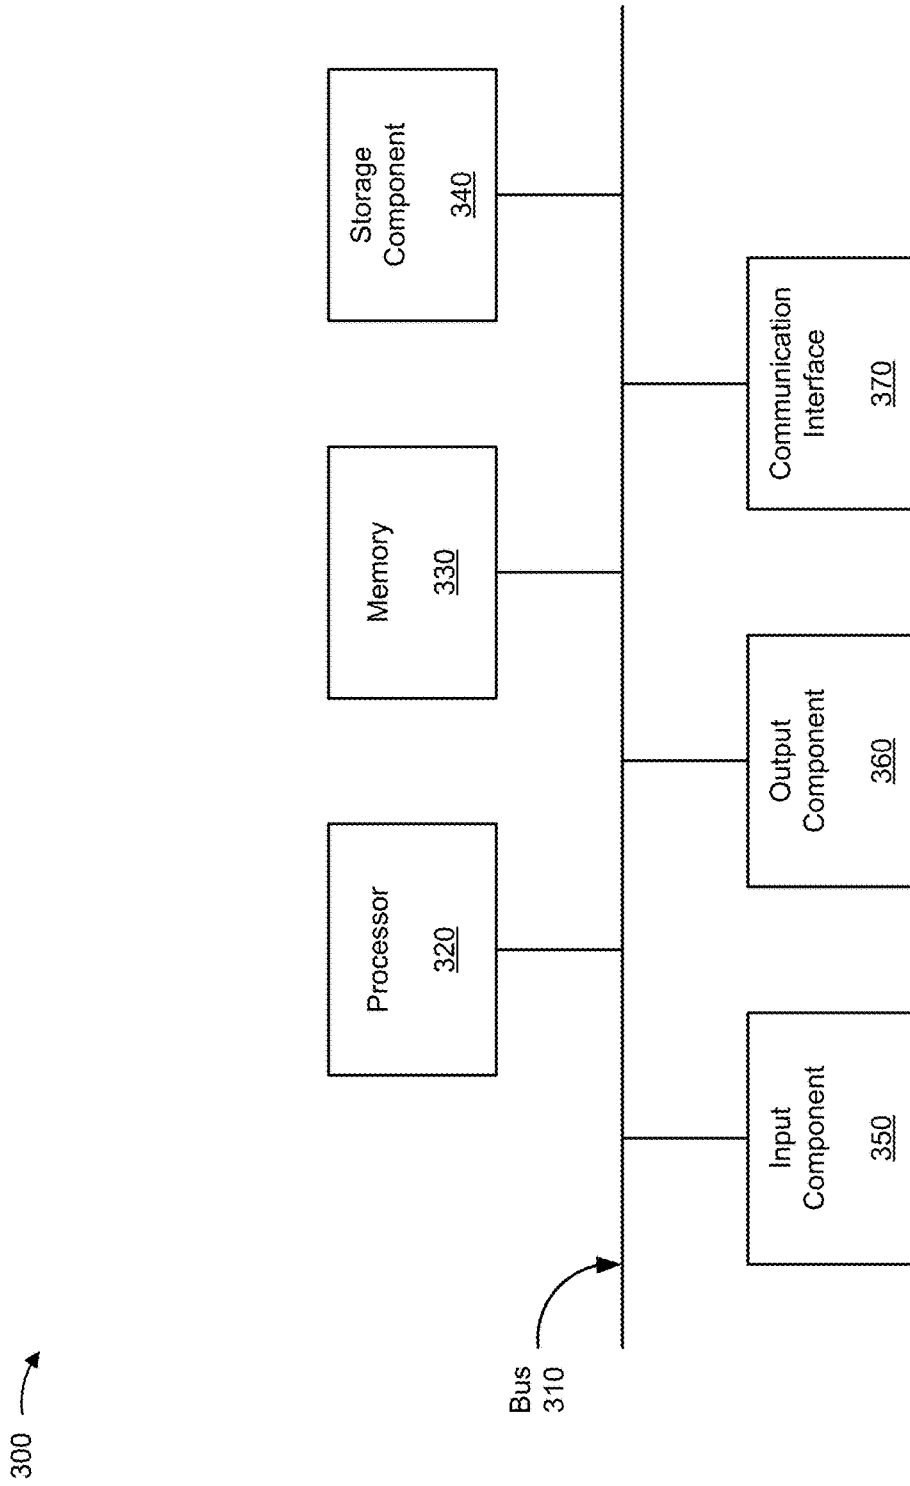 300
Bus
310
Processor
320
Memory
330
Storage
Component
340
Input
Component
350
Output
Component
360
Communication
Interface
370